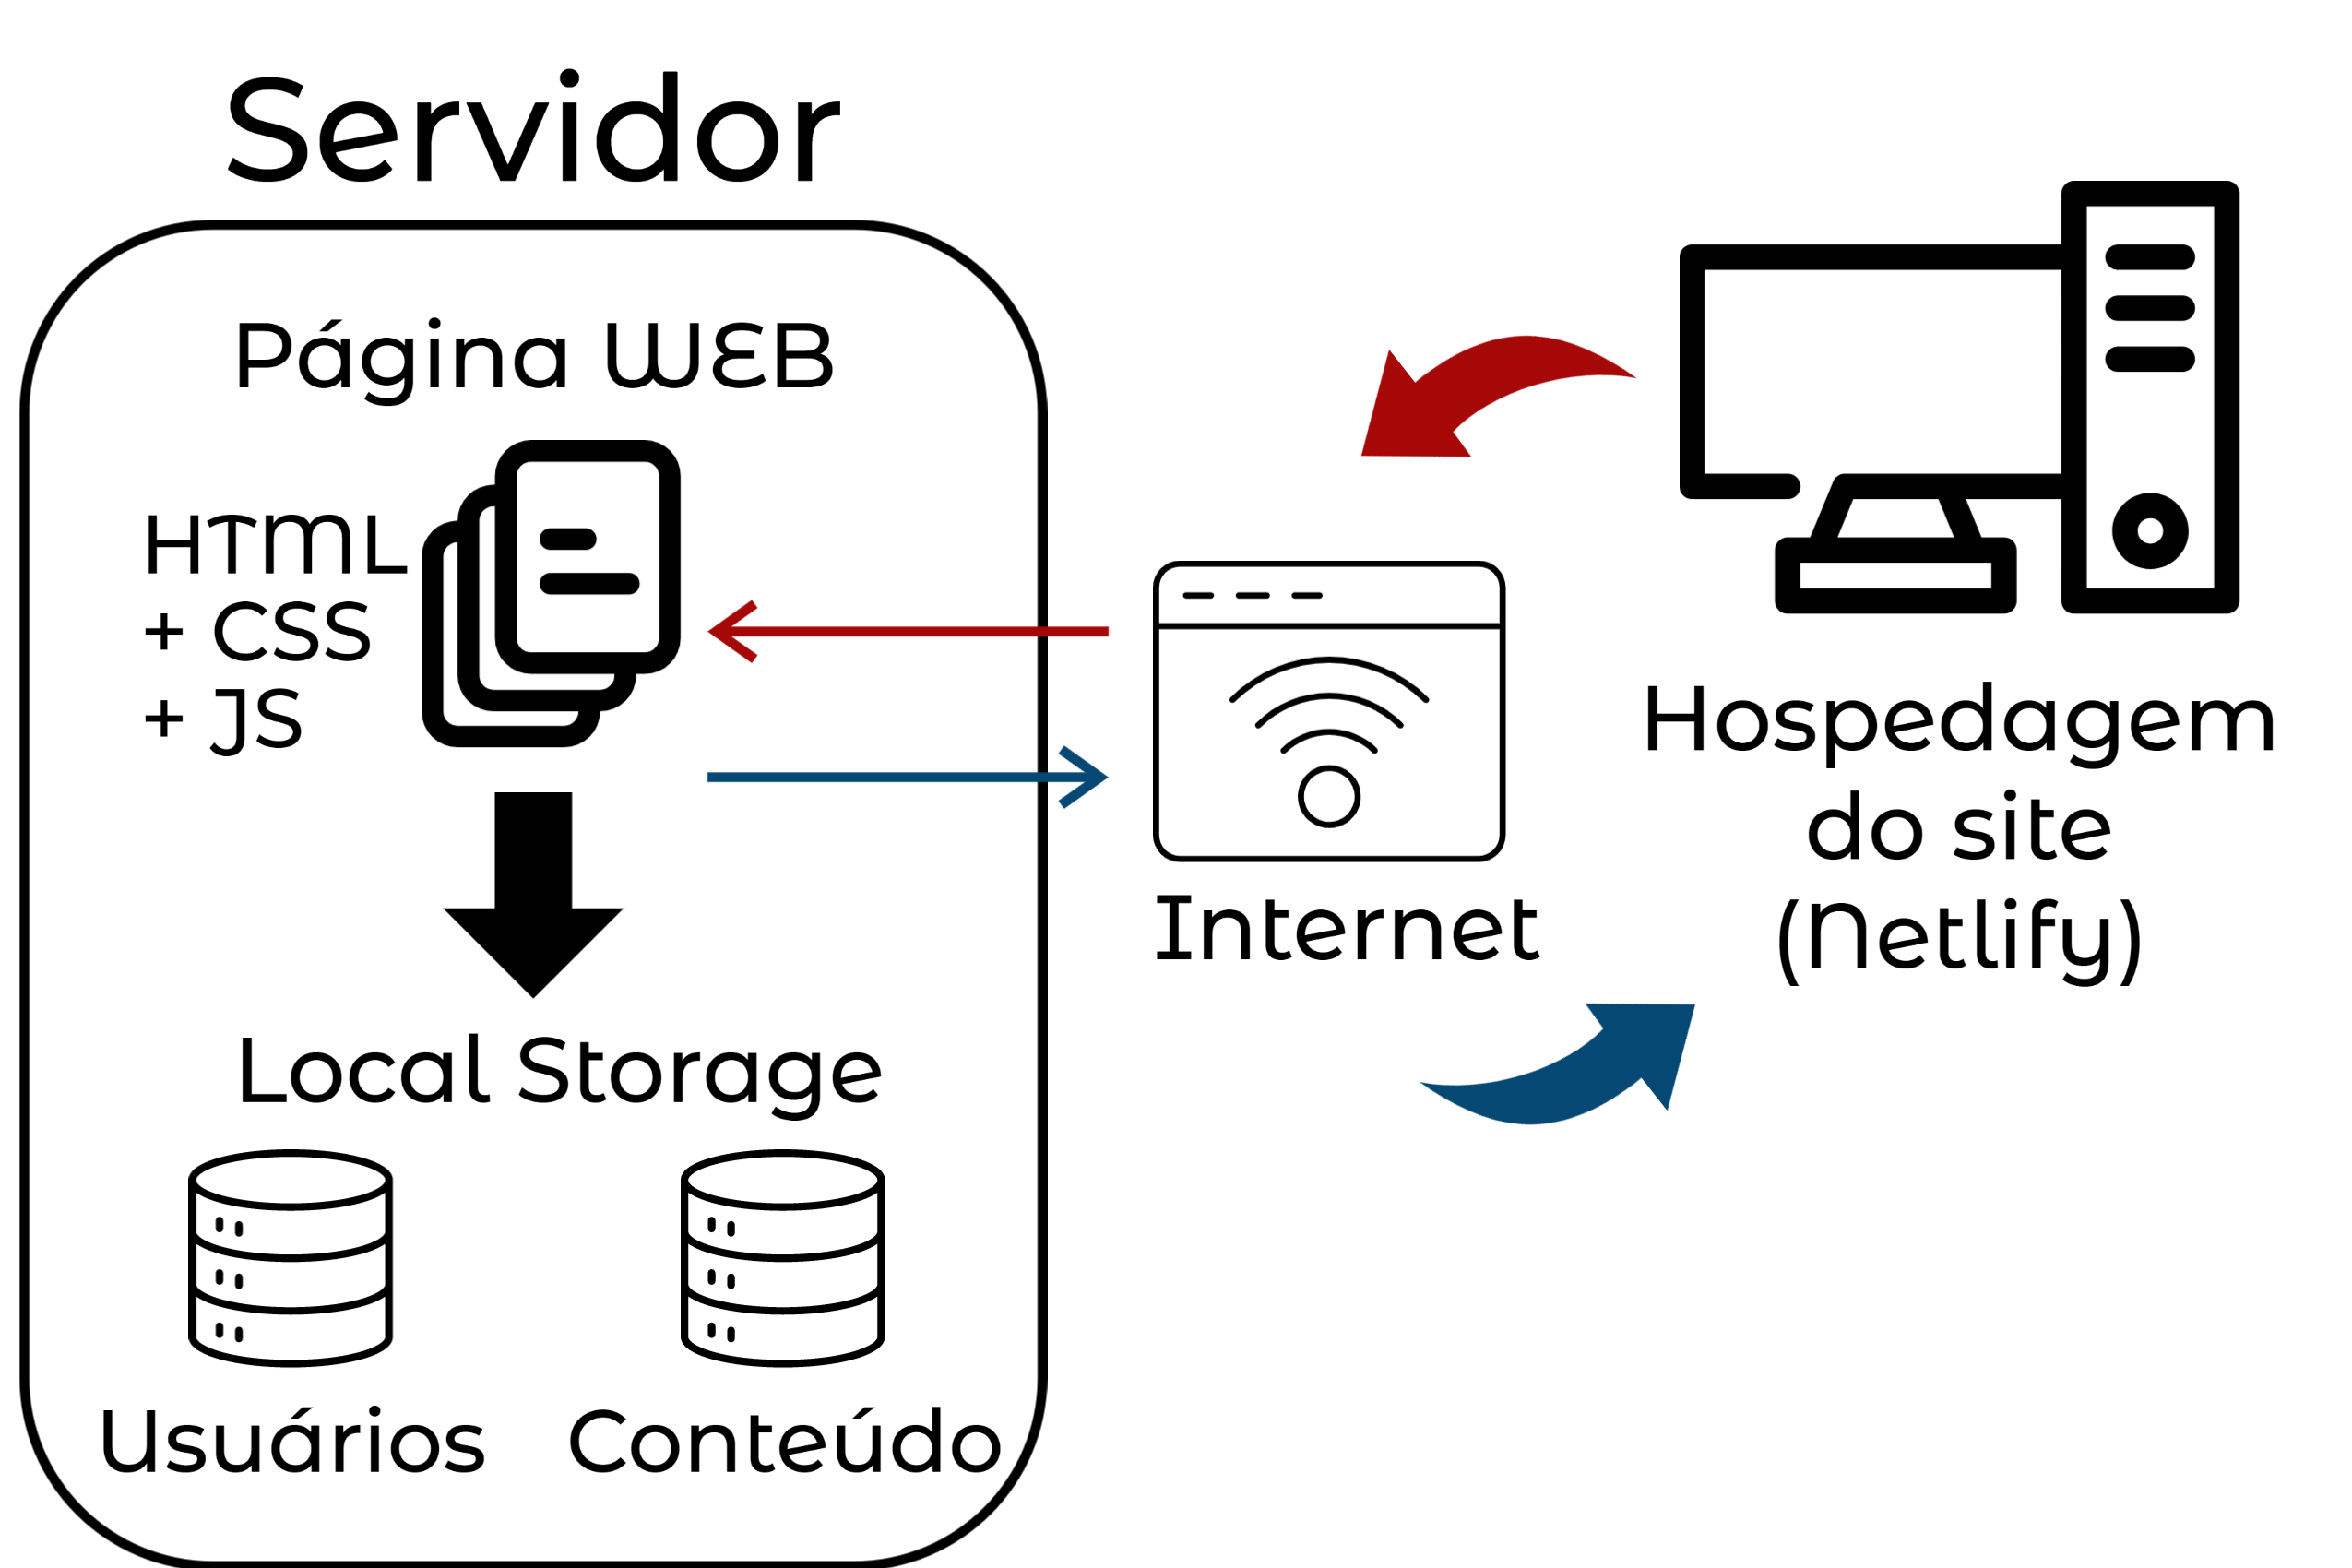 Servidor
Página WEB
HTML
+ CSS
+ JS
Local Storage
Usuários
Conteúdo
Internet
Hospedagem
do site
(Netlify)